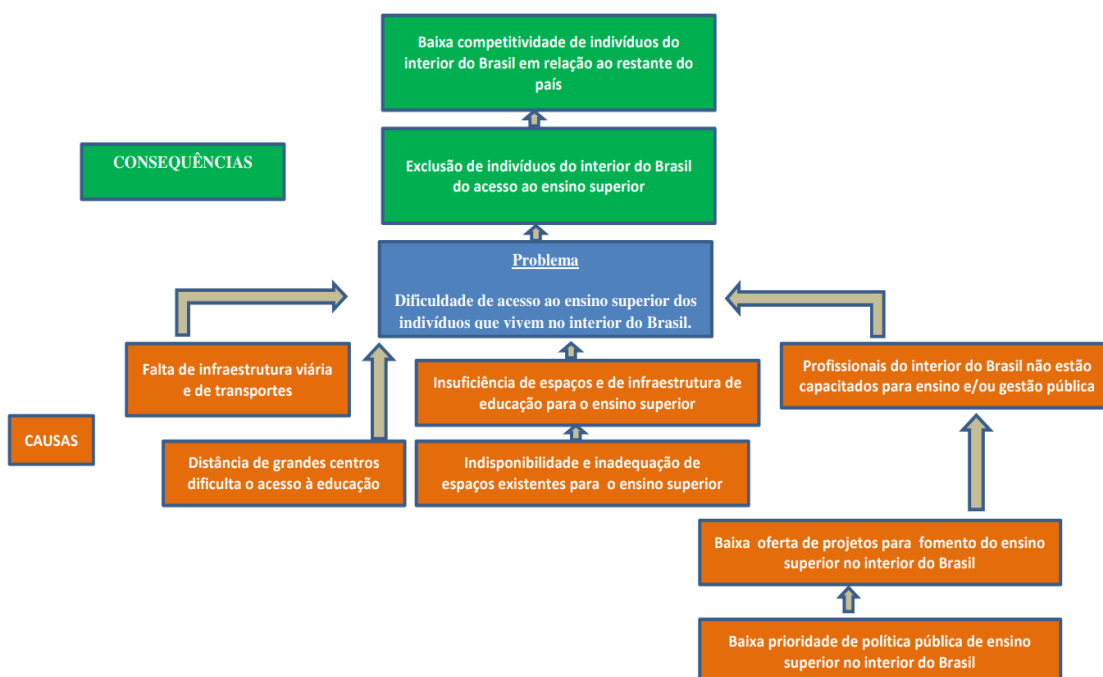 Baixa competitividade de indivíduos do
interior do Brasil em relação ao restante do
país
CONSEQUÊNCIAS
Exclusão de indivíduos do interior do Brasil
do acesso ao ensino superior
Problema
Dificuldade de acesso ao ensino superior dos
indivíduos que vivem no interior do Brasil.
Falta de infraestrutura viária
e de transportes
Insuficiência de espaços e de infraestrutura de
educação para o ensino superior
Profissionais do interior do Brasil não estão
capacitados para ensino e/ou gestão pública
CAUSAS
Distância de grandes centros
dificulta o acesso à educação
Indisponibilidade e inadequação de
espaços existentes para o ensino superior
Baixa oferta de projetos para fomento do ensino
superior no interior do Brasil
Baixa prioridade de política pública de ensino
superior no interior do Brasil